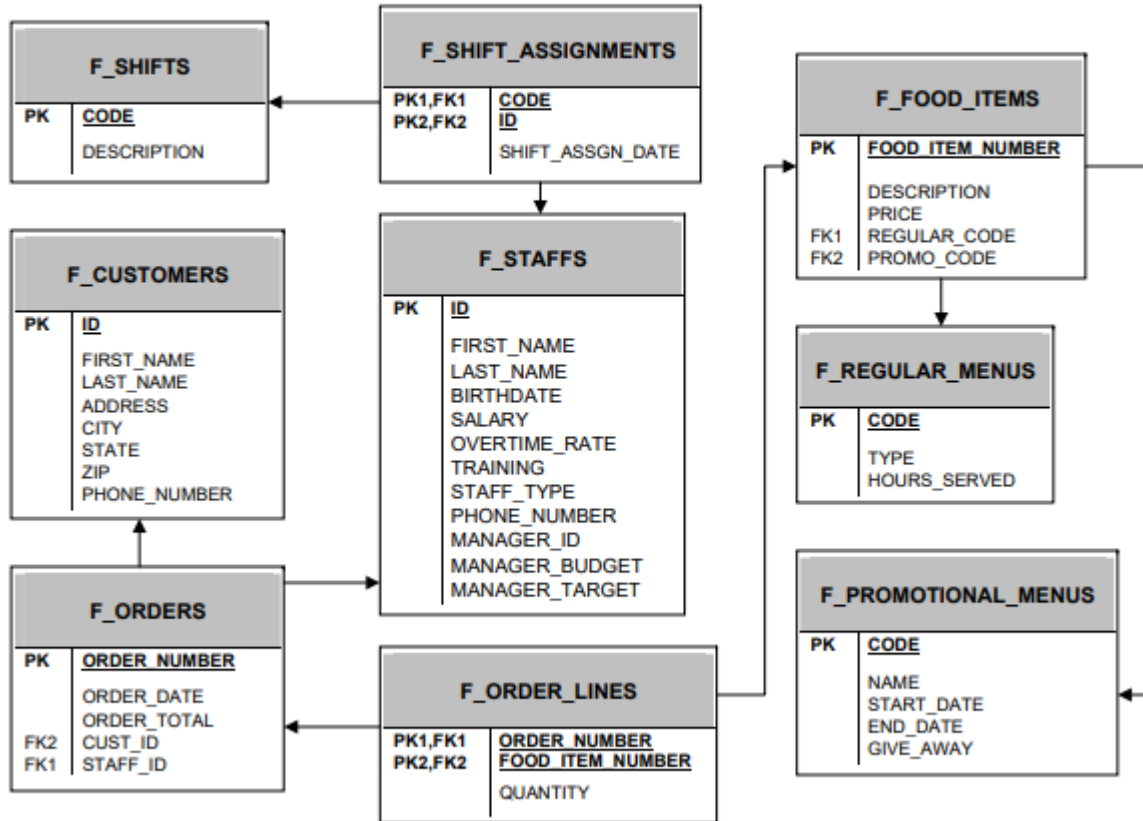 F_SHIFTS
PK CODE
DESCRIPTION
F_SHIFT_ASSIGNMENTS
PK1,FK1 CODE
PK2,FK2 ID
SHIFT_ASSGN_DATE
F_FOOD_ITEMS
PK FOOD_ITEM_NUMBER
DESCRIPTION
PRICE
FK1 REGULAR_CODE
FK2 PROMO_CODE
F_CUSTOMERS
PK ID
FIRST_NAME
LAST_NAME
ADDRESS
CITY
STATE
ZIP
PHONE_NUMBER
F_STAFFS
PK ID
FIRST_NAME
LAST_NAME
BIRTHDATE
SALARY
OVERTIME_RATE
TRAINING
STAFF_TYPE
PHONE_NUMBER
MANAGER_ID
MANAGER_BUDGET
MANAGER_TARGET
F_REGULAR_MENUS
PK CODE
TYPE
HOURS_SERVED
F_ORDERS
PK ORDER_NUMBER
ORDER_DATE
ORDER_TOTAL
FK2 CUST_ID
FK1 STAFF_ID
F_ORDER_LINES
PK1,FK1 ORDER_NUMBER
PK2,FK2 FOOD_ITEM_NUMBER
QUANTITY
F_PROMOTIONAL_MENUS
PK CODE
NAME
START_DATE
END_DATE
GIVE_AWAY